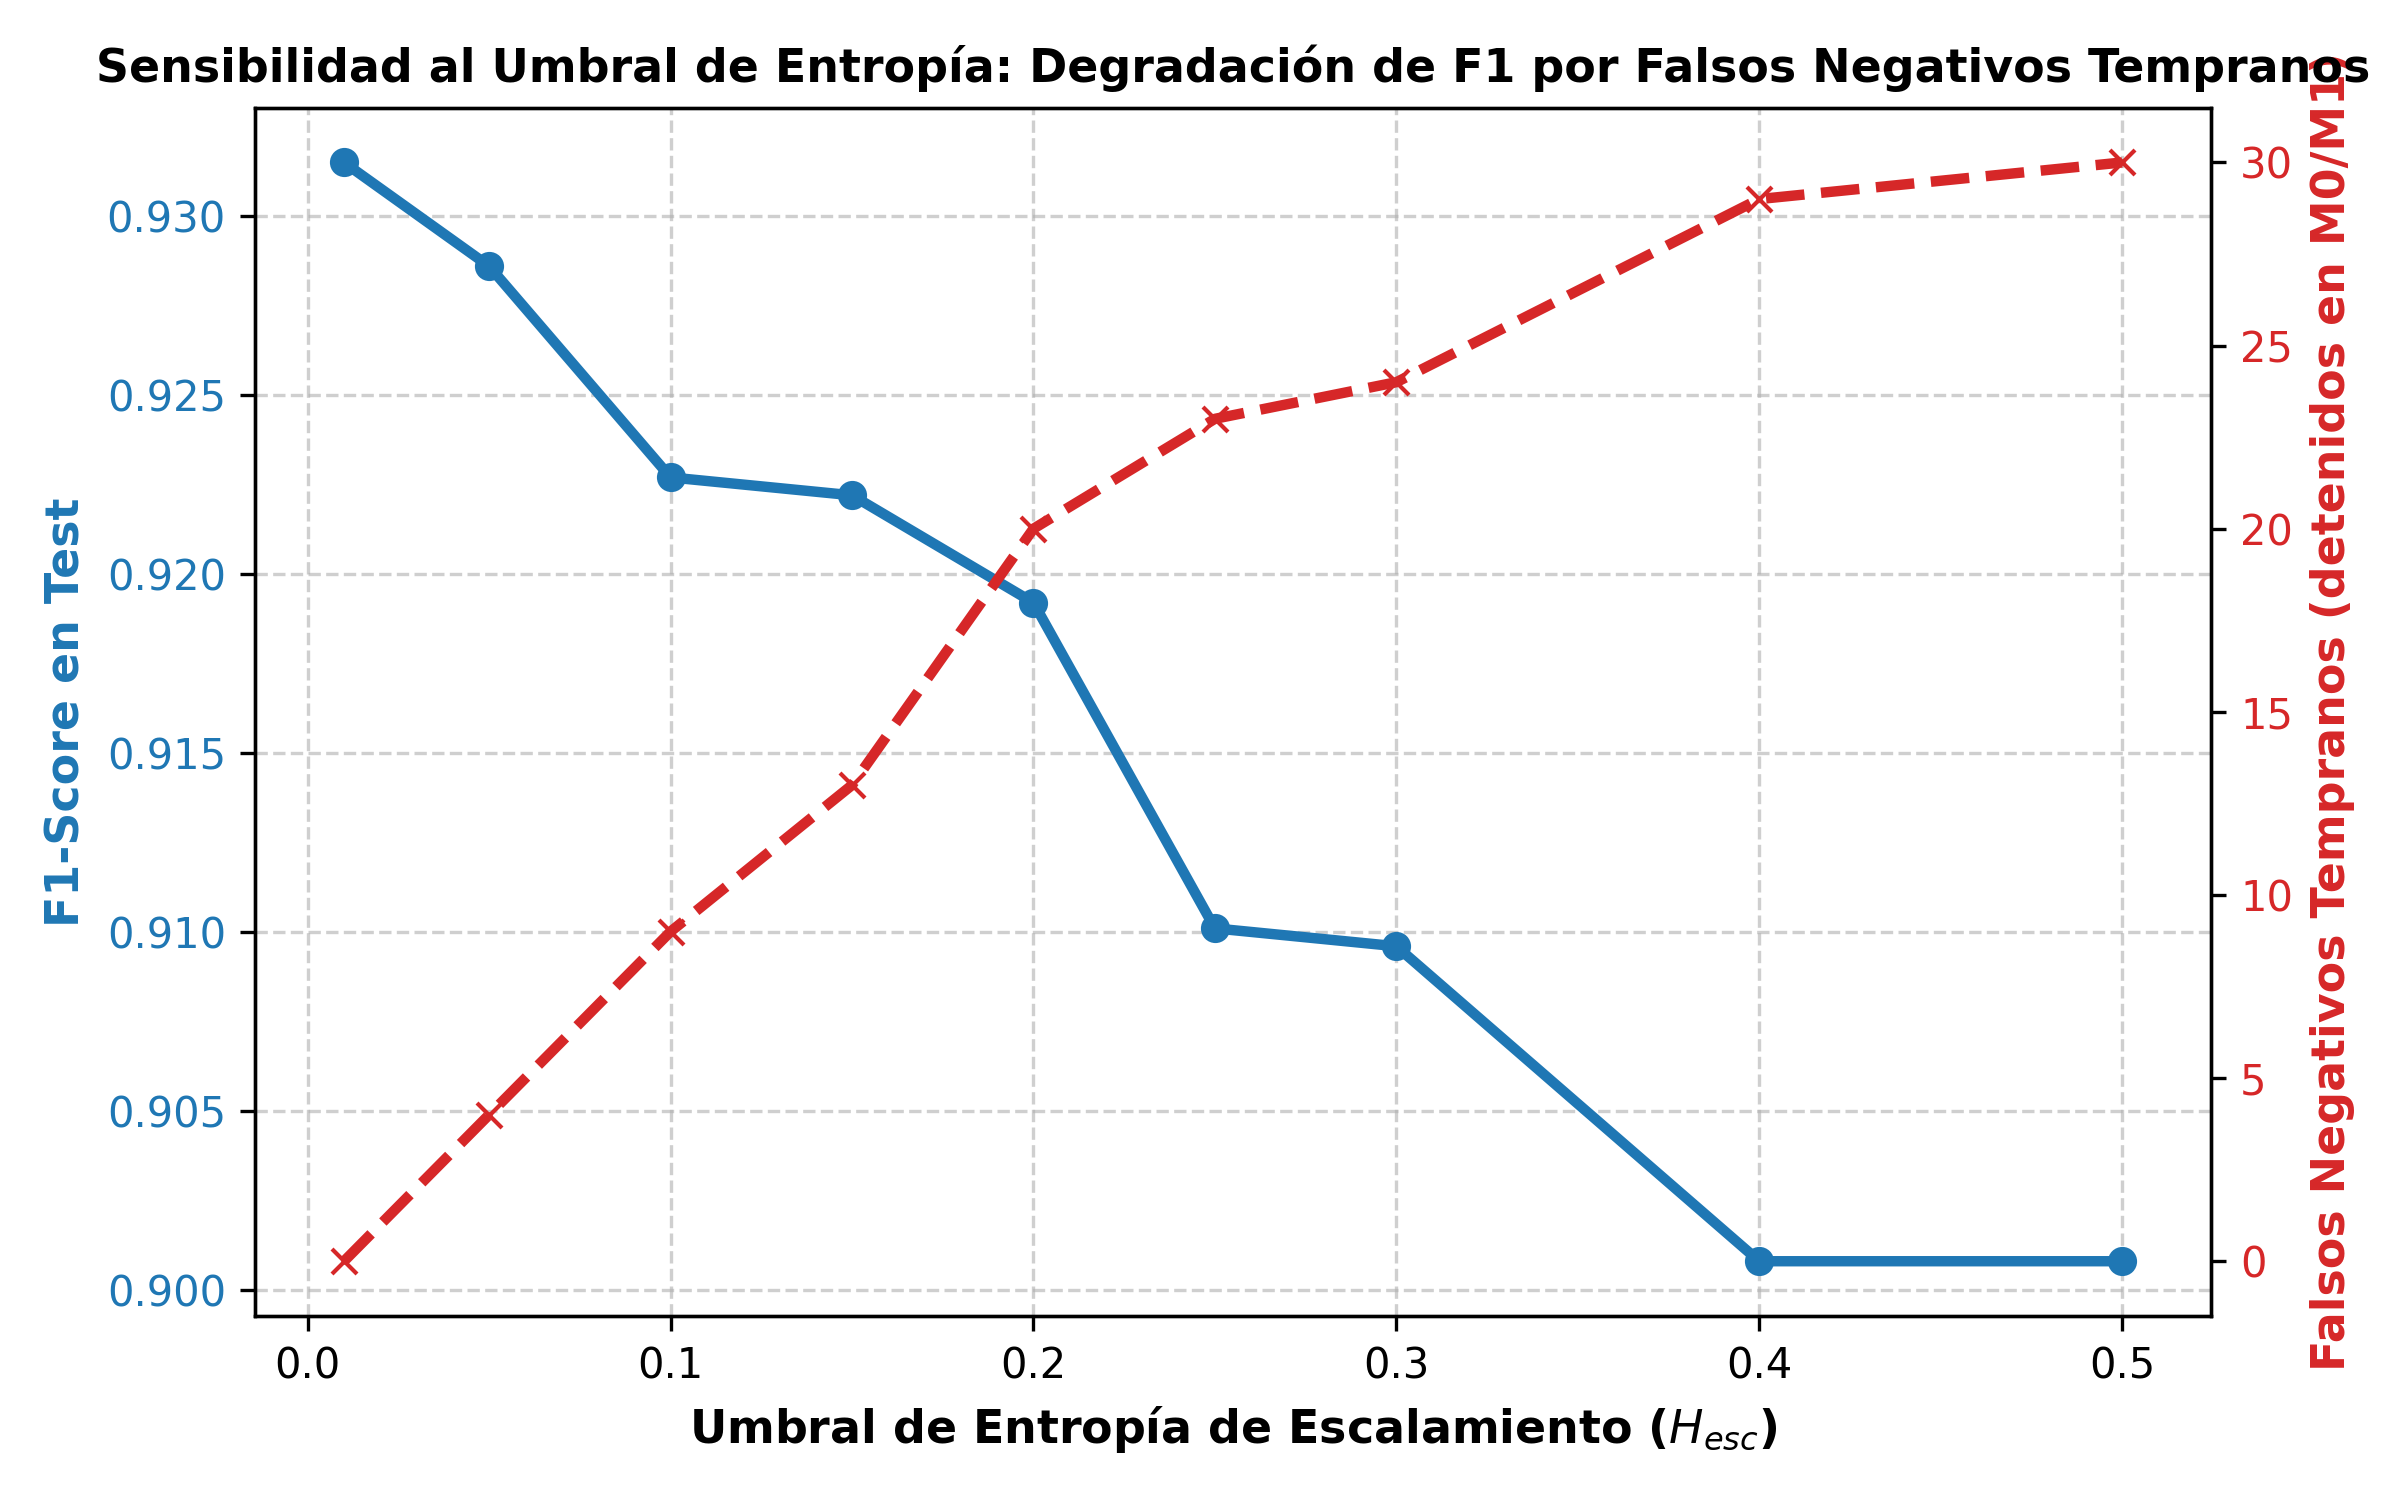 Sensibilidad al Umbral de Entropía: Degradación de F1 por Falsos Negativos Tempranos
F1-Score en Test
0.930
0.925
0.920
0.915
0.910
0.905
0.900
30
25
20
15
10
5
0
Falsos Negativos Tempranos (detenidos en M0/M1)
0.0 0.1 0.2 0.3 0.4 0.5
Umbral de Entropía de Escalamiento (H_esc)